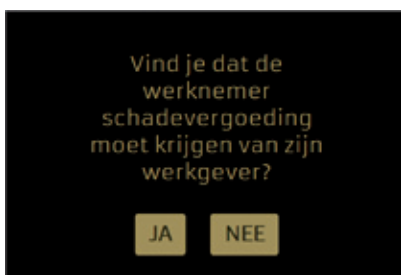 Vind je dat de
werknemer
schadevergoeding
moet krijgen van zijn
werkgever?
JA NEE